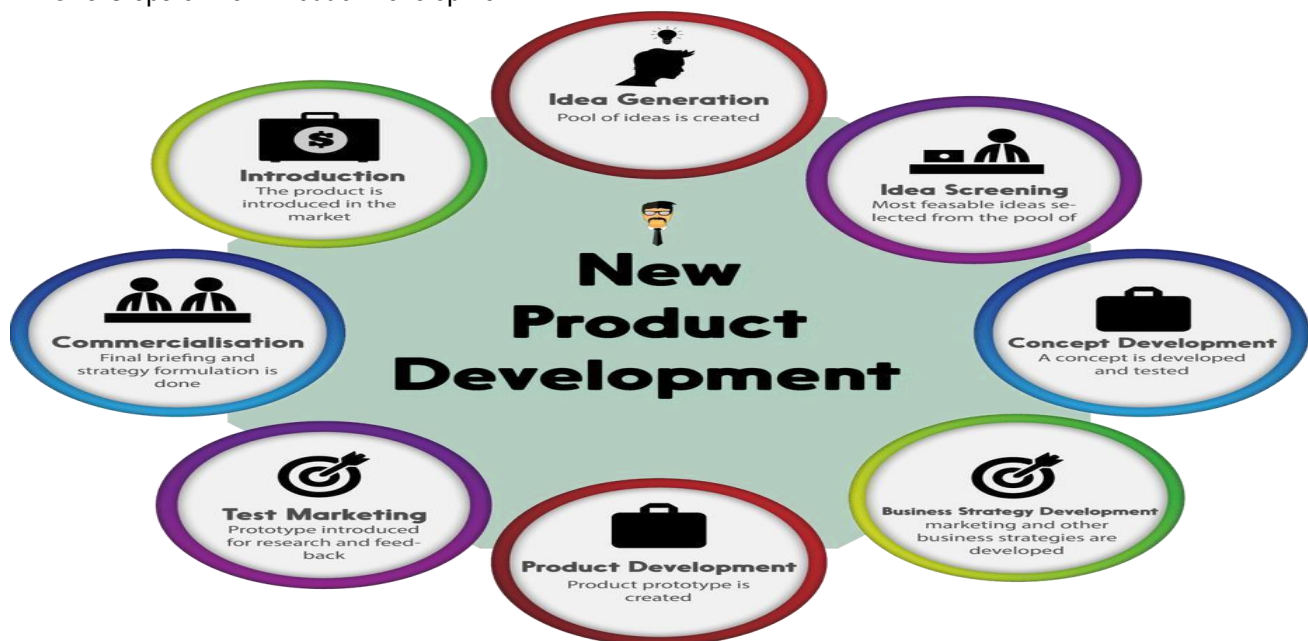 Idea Generation
Pool of ideas is created
Idea Screening
Most feasable ideas se-
lected from the pool of
Concept Development
A concept is developed
and tested
Business Strategy Development
marketing and other
business strategies are
developed
Product Development
Product prototype is
created
Test Marketing
Prototype introduced
for research and feed-
back
Commercialisation
Final briefing and
strategy formulation is
done
Introduction
The product is
introduced in the
market
$
New
Product
Development